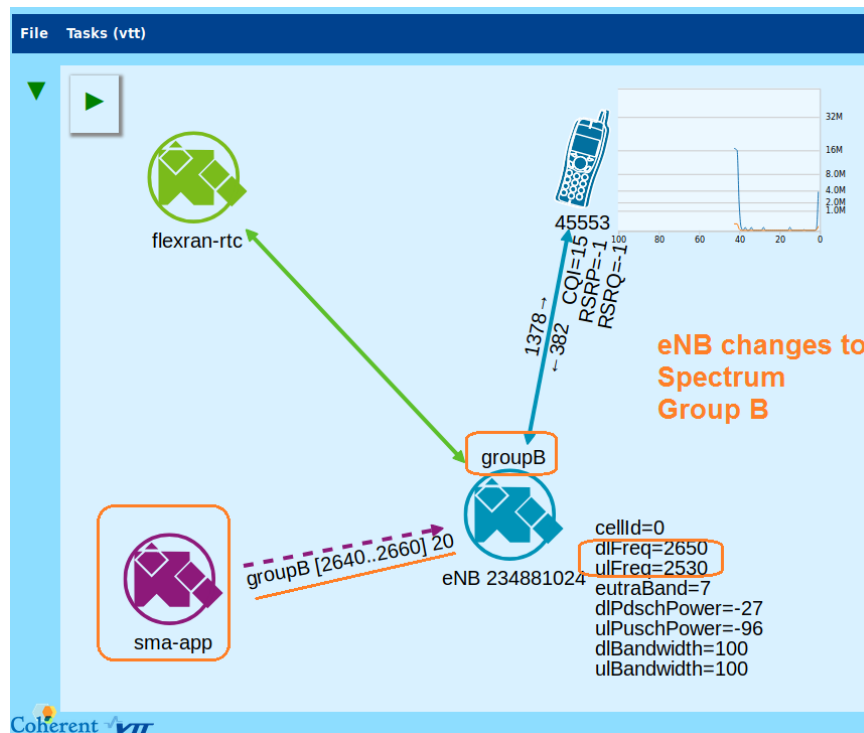 File Tasks (vtt)
32M
16M
8.0M
4.0M
2.0M
1.0M
100 80 60 40 20 0
flexran-rtc
45553
CQI=15
RSRP=-1
RSRQ=-1
1378→
←382
eNB changes to
Spectrum
Group B
groupB
groupB [2640..2660] 20
sma-app
eNB 234881024
cellId=0
dlFreq=2650
ulFreq=2530
eutraBand=7
dlPdschPower=-27
ulPuschPower=-96
dlBandwidth=100
ulBandwidth=100
Coherent VTT